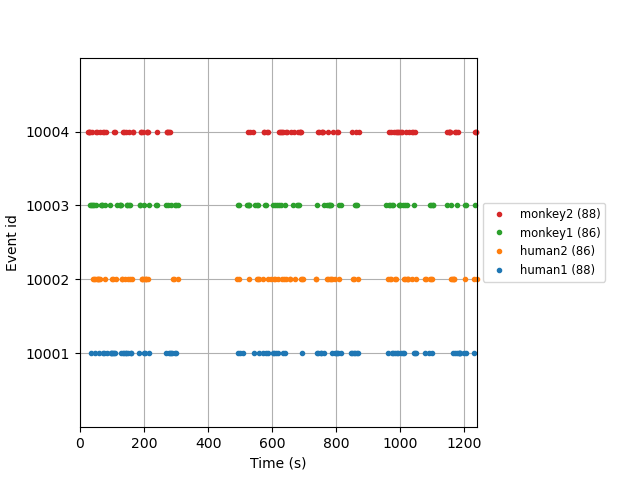 10004
10003
10002
10001
Event id
0 200 400 600 800 1000 1200
Time (s)
monkey2 (88)
monkey1 (86)
human2 (86)
human1 (88)